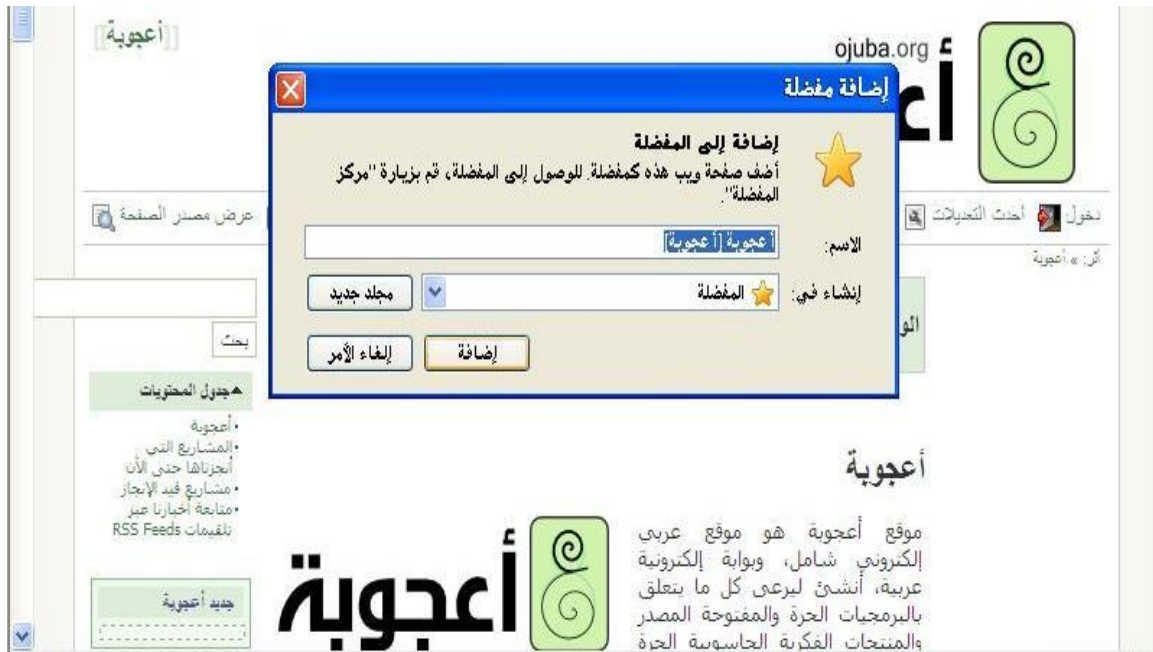 [[أعجوبة]]
ojuba.org
إضافة مفضلة
إضافة إلى المفضلة
أضف صفحة ويب هذه كمفضلة. للوصول إلى المفضلة، قم بزيارة "مركز
المفضلة".
الاسم:
أعجوبة [أعجوبة]
إنشاء في:
المفضلة
مجلد جديد
إضافة
إلغاء الأمر
دخول
أحدث التعديلات
عرض مصدر الصفحة
أثر: » أعجوبة
بحث
جدول المحتويات
• أعجوبة
• المشاريع التي
أنجزناها حتى الآن
• مشاريع قيد الإنجاز
• متابعة أخبارنا عبر
تلقيمات RSS Feeds
جديد أعجوبة
أعجوبة
موقع أعجوبة هو موقع عربي
إلكتروني شامل، وبوابة إلكترونية
عربية، أنشئ ليرعى كل ما يتعلق
بالبرمجيات الحرة والمفتوحة المصدر
والمنتجات الفكرية الحاسوبية الحرة
أعجوبة